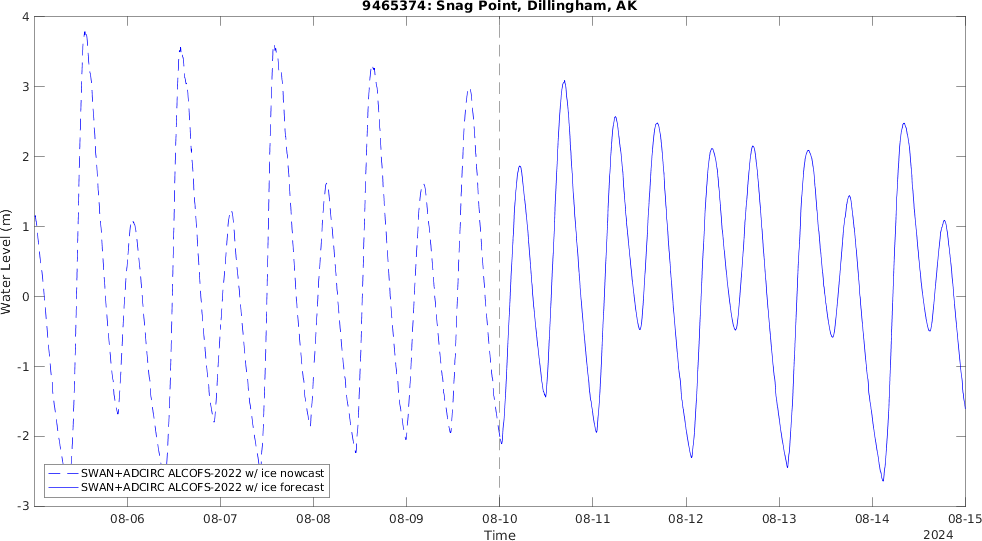 9465374: Snag Point, Dillingham, AK
4
3
2
1
0
-1
-2
-3
Water Level (m)
SWAN+ADCIRC ALCOFS-2022 w/ ice nowcast
SWAN+ADCIRC ALCOFS-2022 w/ ice forecast
08-06 08-07 08-08 08-09 08-10 08-11 08-12 08-13 08-14 08-15
Time
2024